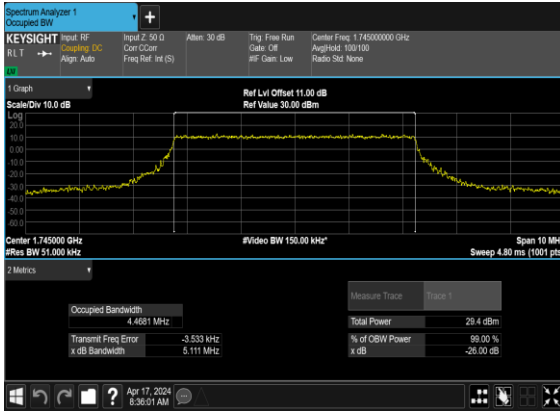 Spectrum Analyzer 1
Occupied BW
+
KEYSIGHT
RLT
LXI
Input: RF
Coupling: DC
Align: Auto
Input Z: 50 Ω
Corr CCorr
Freq Ref: Int (S)
Atten: 30 dB
Trig: Free Run
Gate: Off
#IF Gain: Low
Center Freq: 1.745000000 GHz
Avg|Hold: 100/100
Radio Std: None
1 Graph
Scale/Div 10.0 dB
Ref Lvl Offset 11.00 dB
Ref Value 30.00 dBm
Log
20.0
10.0
0.00
-10.0
-20.0
-30.0
-40.0
-50.0
-60.0
Center 1.745000 GHz
#Res BW 51.000 kHz
#Video BW 150.00 kHz*
Span 10 MH
Sweep 4.80 ms (1001 pts
2 Metrics
Measure Trace
Trace 1
Occupied Bandwidth
4.4681 MHz
Total Power
29.4 dBm
Transmit Freq Error
-3.533 kHz
% of OBW Power
99.00 %
x dB Bandwidth
5.111 MHz
x dB
-26.00 dB
?
Apr 17, 2024
8:36:01 AM